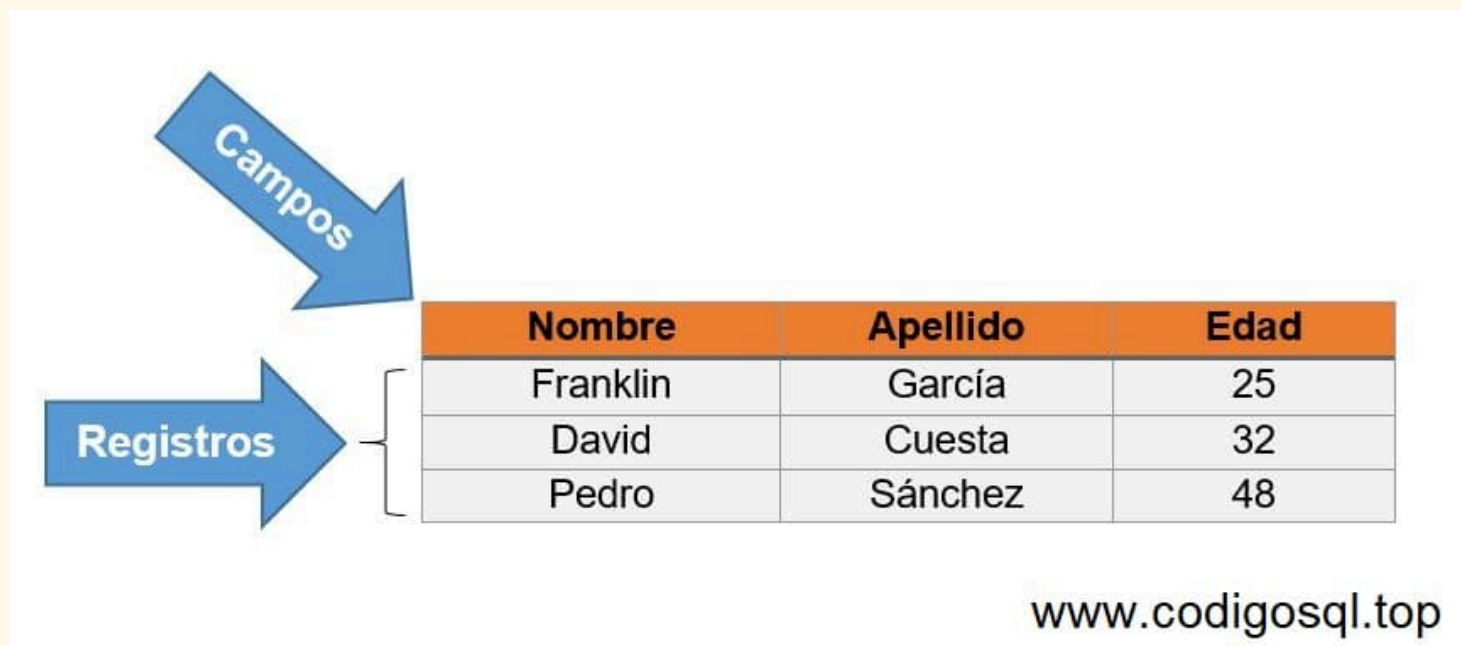 Campos
Nombre Apellido Edad
Franklin García 25
Registros
David Cuesta 32
Pedro Sánchez 48
www.codigosql.top